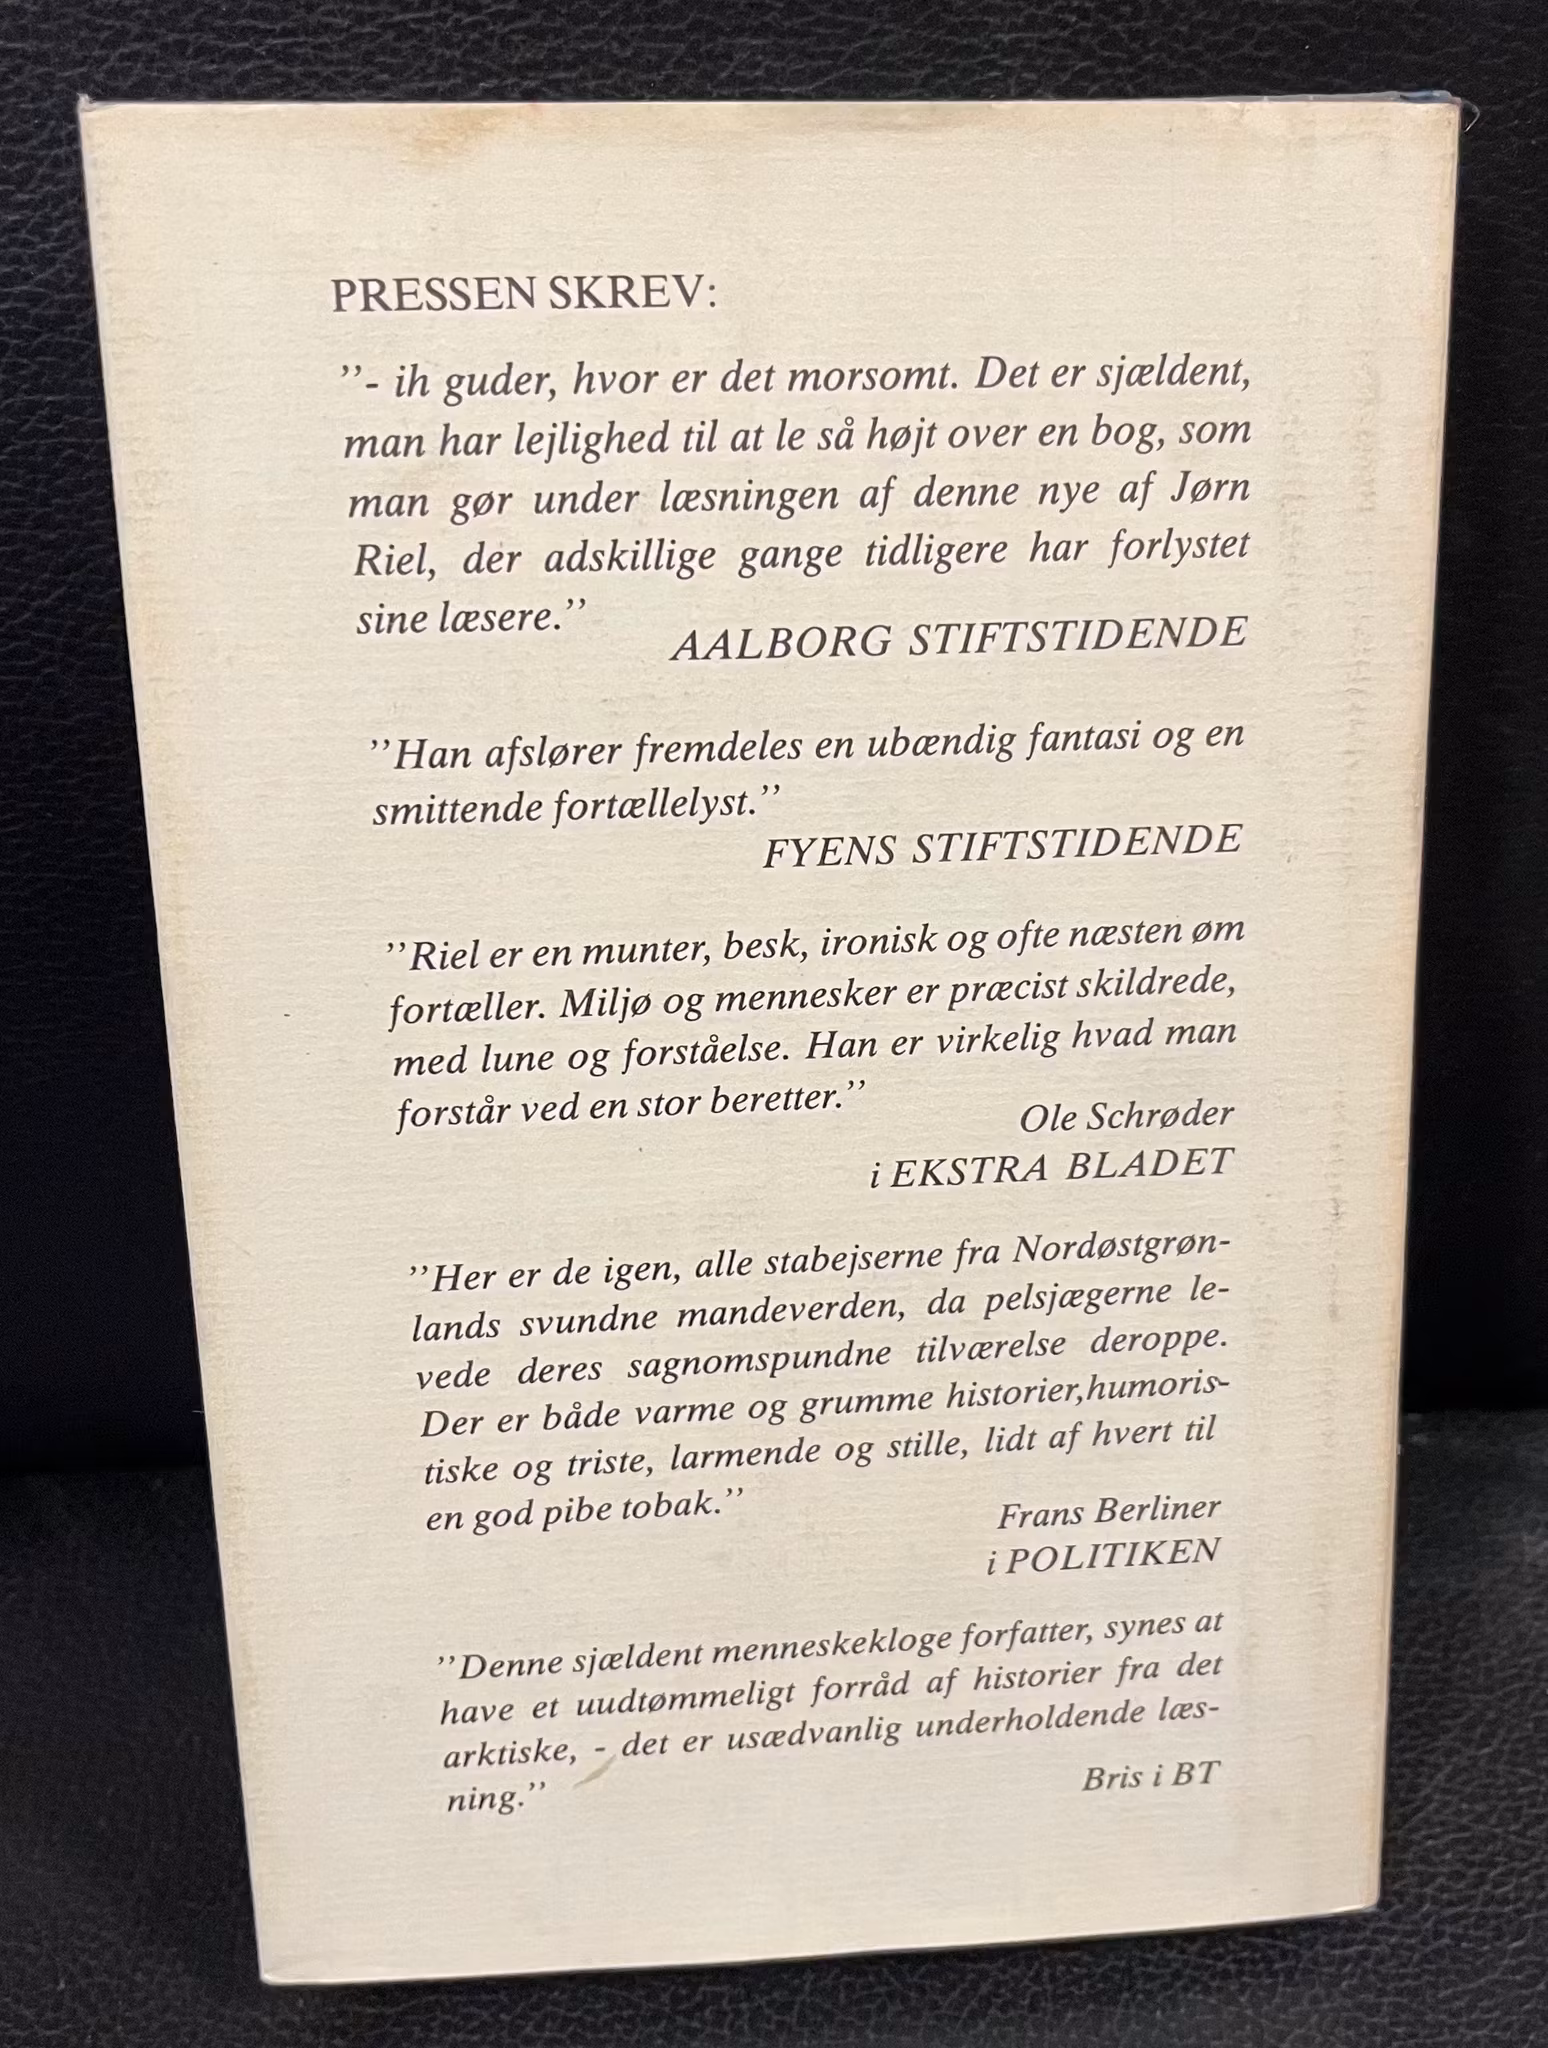 PRESSEN SKREV:
’’- ih guder, hvor er det morsomt. Det er sjældent,
man har lejlighed til at le så højt over en bog, som
man gør under læsningen af denne nye af Jørn
Riel, der adskillige gange tidligere har forlystet
sine læsere.’’
AALBORG STIFTSTIDENDE
’’Han afslører fremdeles en ubændig fantasi og en
smittende fortællelyst.’’
FYENS STIFTSTIDENDE
’’Riel er en munter, besk, ironisk og ofte næsten øm
fortæller. Miljø og mennesker er præcist skildrede,
med lune og forståelse. Han er virkelig hvad man
forstår ved en stor beretter.’’
Ole Schrøder
i EKSTRA BLADET
’’Her er de igen, alle stabejserne fra Nordøstgrøn-
lands svundne mandeverden, da pelsjægerne le-
vede deres sagnomspundne tilværelse deroppe.
Der er både varme og grumme historier,humoris-
tiske og triste, larmende og stille, lidt af hvert til
en god pibe tobak.’’
Frans Berliner
i POLITIKEN
’’Denne sjældent menneskekloge forfatter, synes at
have et uudtømmeligt forråd af historier fra det
arktiske, - det er usædvanlig underholdende læs-
ning.’’
Bris i BT